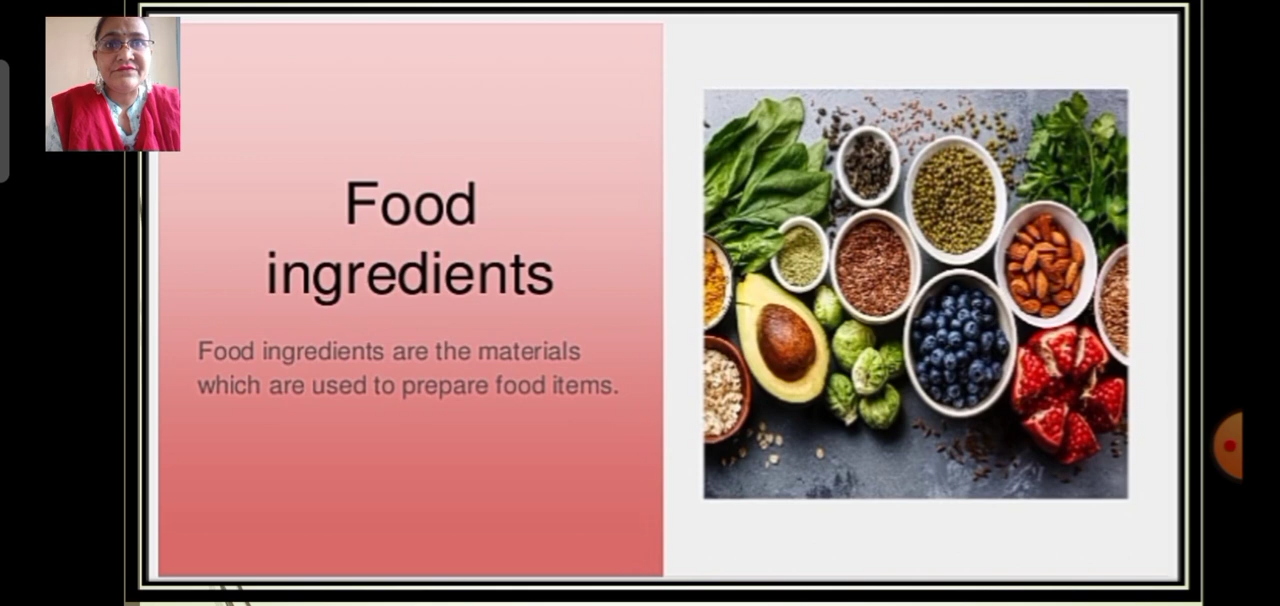 Food
ingredients
Food ingredients are the materials
which are used to prepare food items.